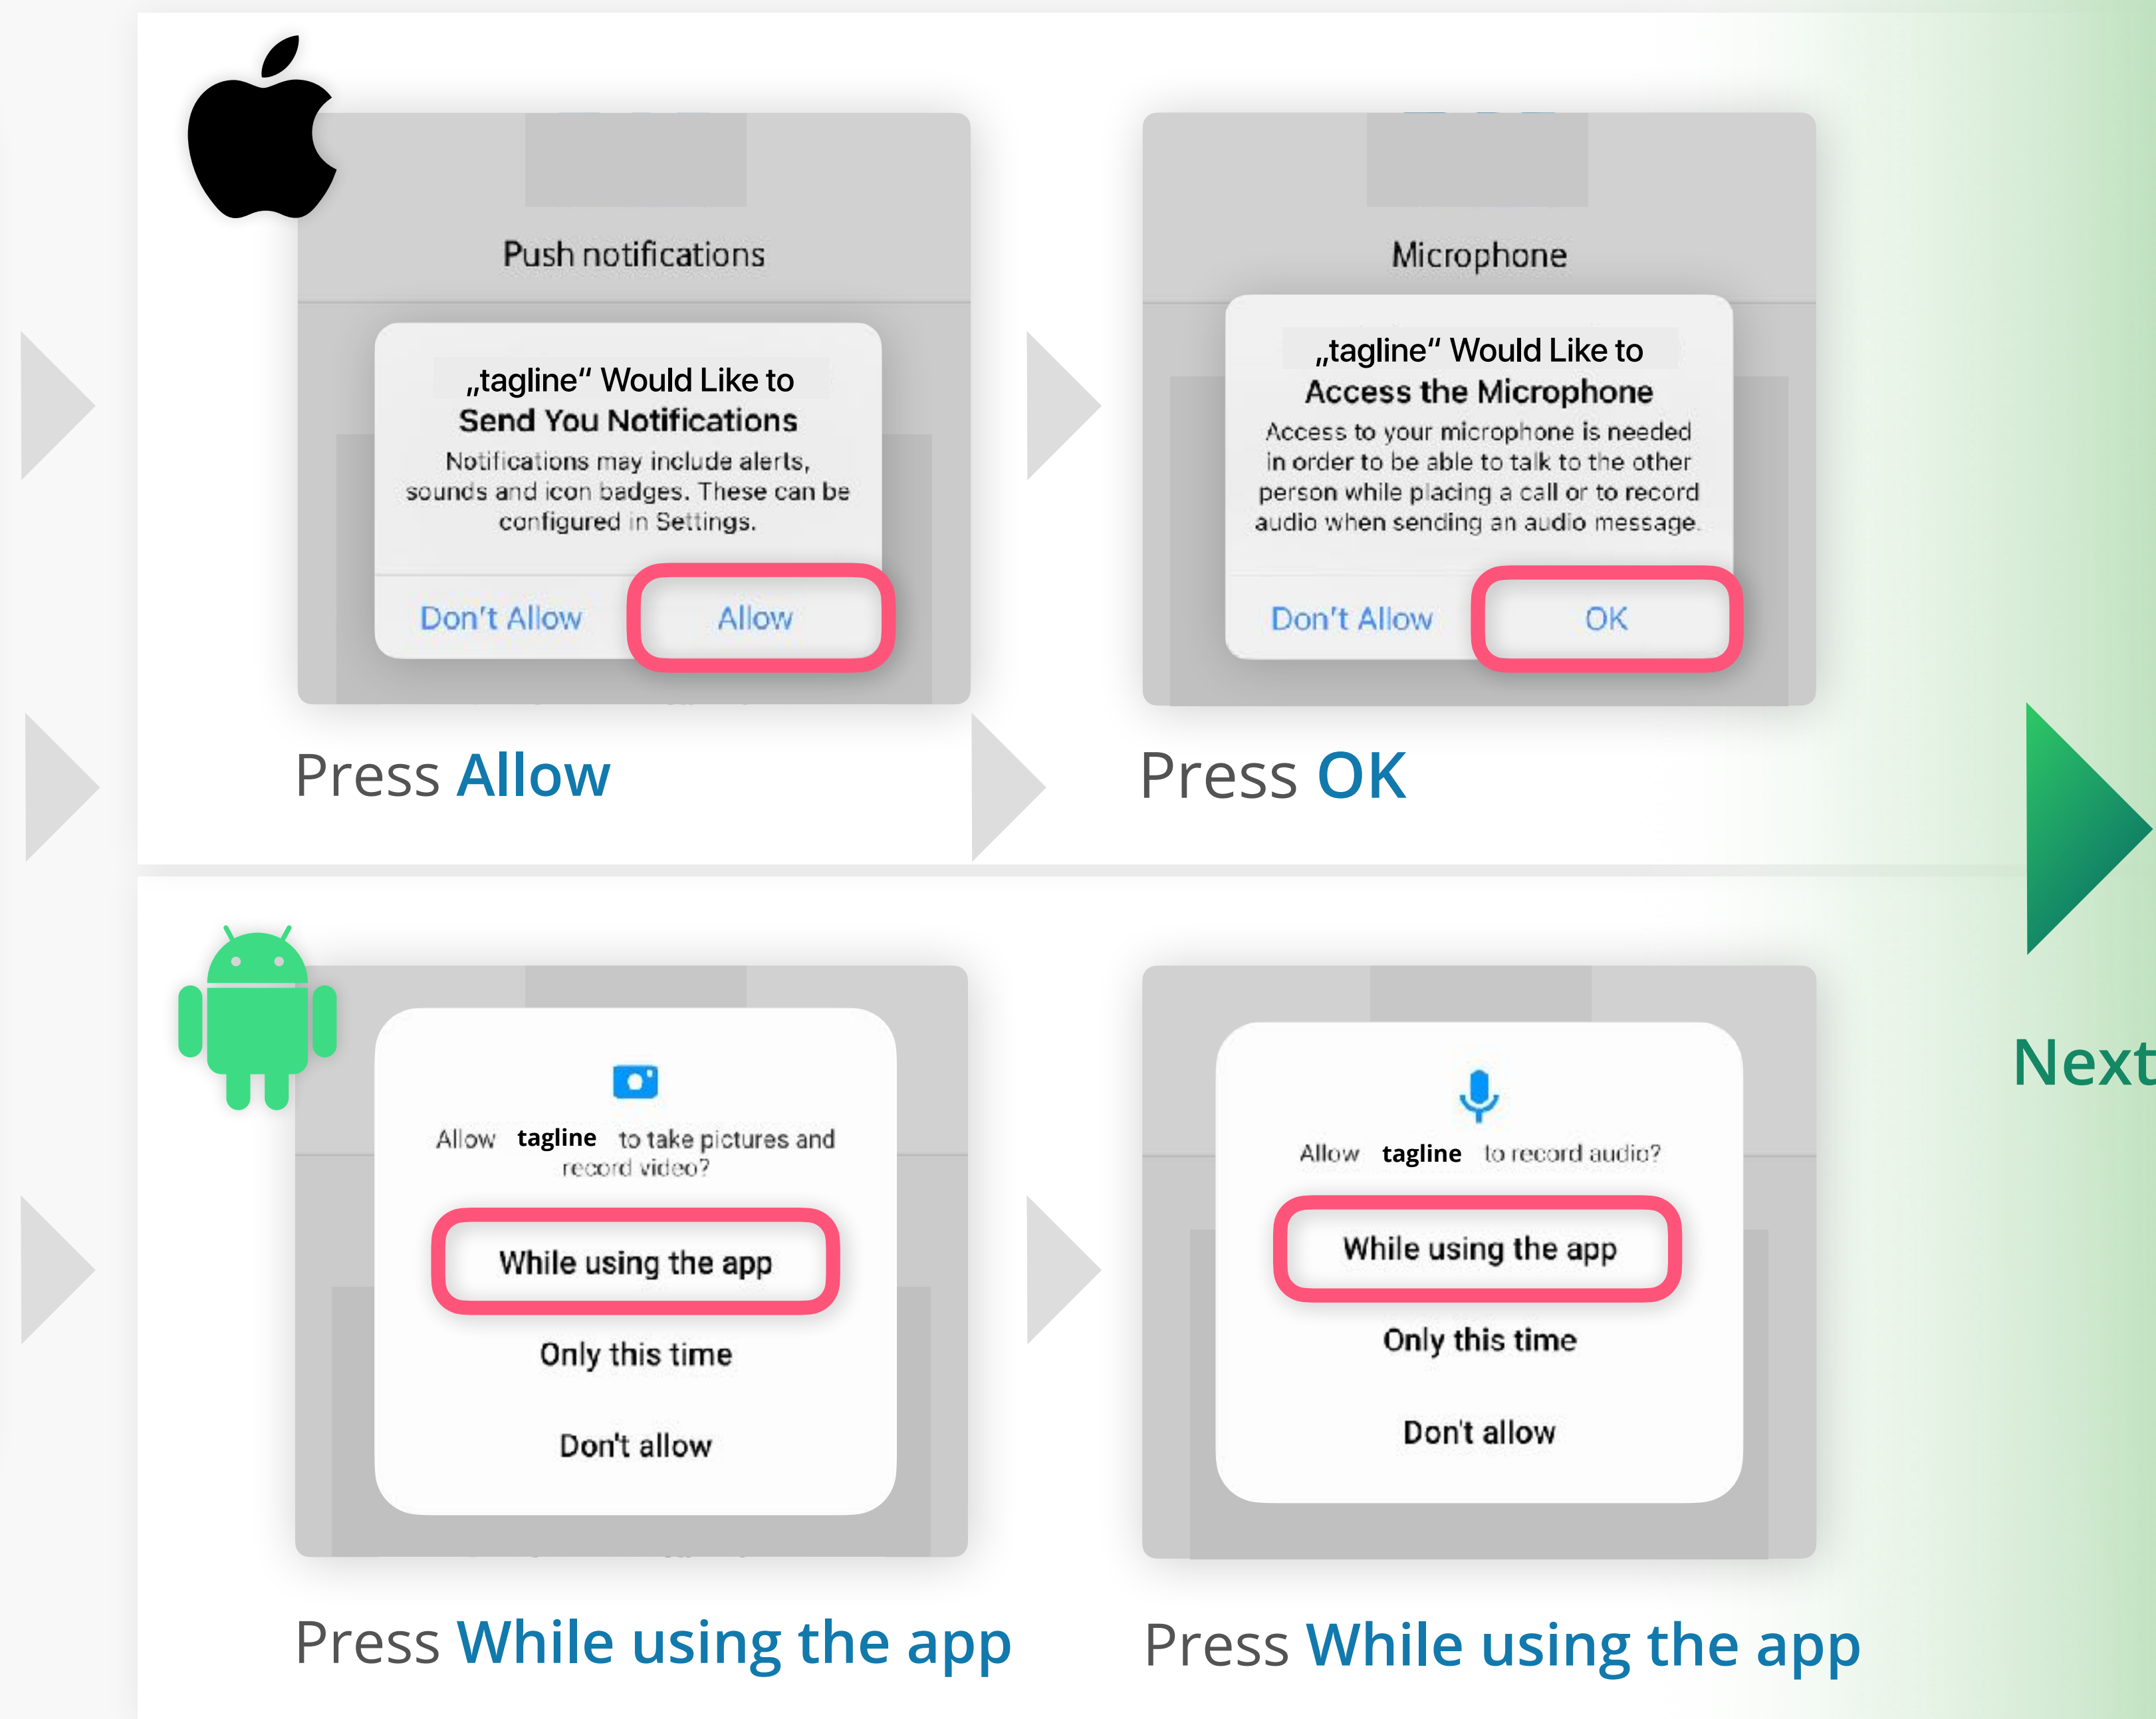 Push notifications
„tagline“ Would Like to
Send You Notifications
Notifications may include alerts,
sounds and icon badges. These can be
configured in Settings.
Don't Allow
Allow
Press Allow
Microphone
„tagline“ Would Like to
Access the Microphone
Access to your microphone is needed
in order to be able to talk to the other
person while placing a call or to record
audio when sending an audio message.
Don't Allow
OK
Press OK
Allow tagline to take pictures and
record video?
While using the app
Only this time
Don't allow
Press While using the app
Allow tagline to record audio?
While using the app
Only this time
Don't allow
Press While using the app
Next